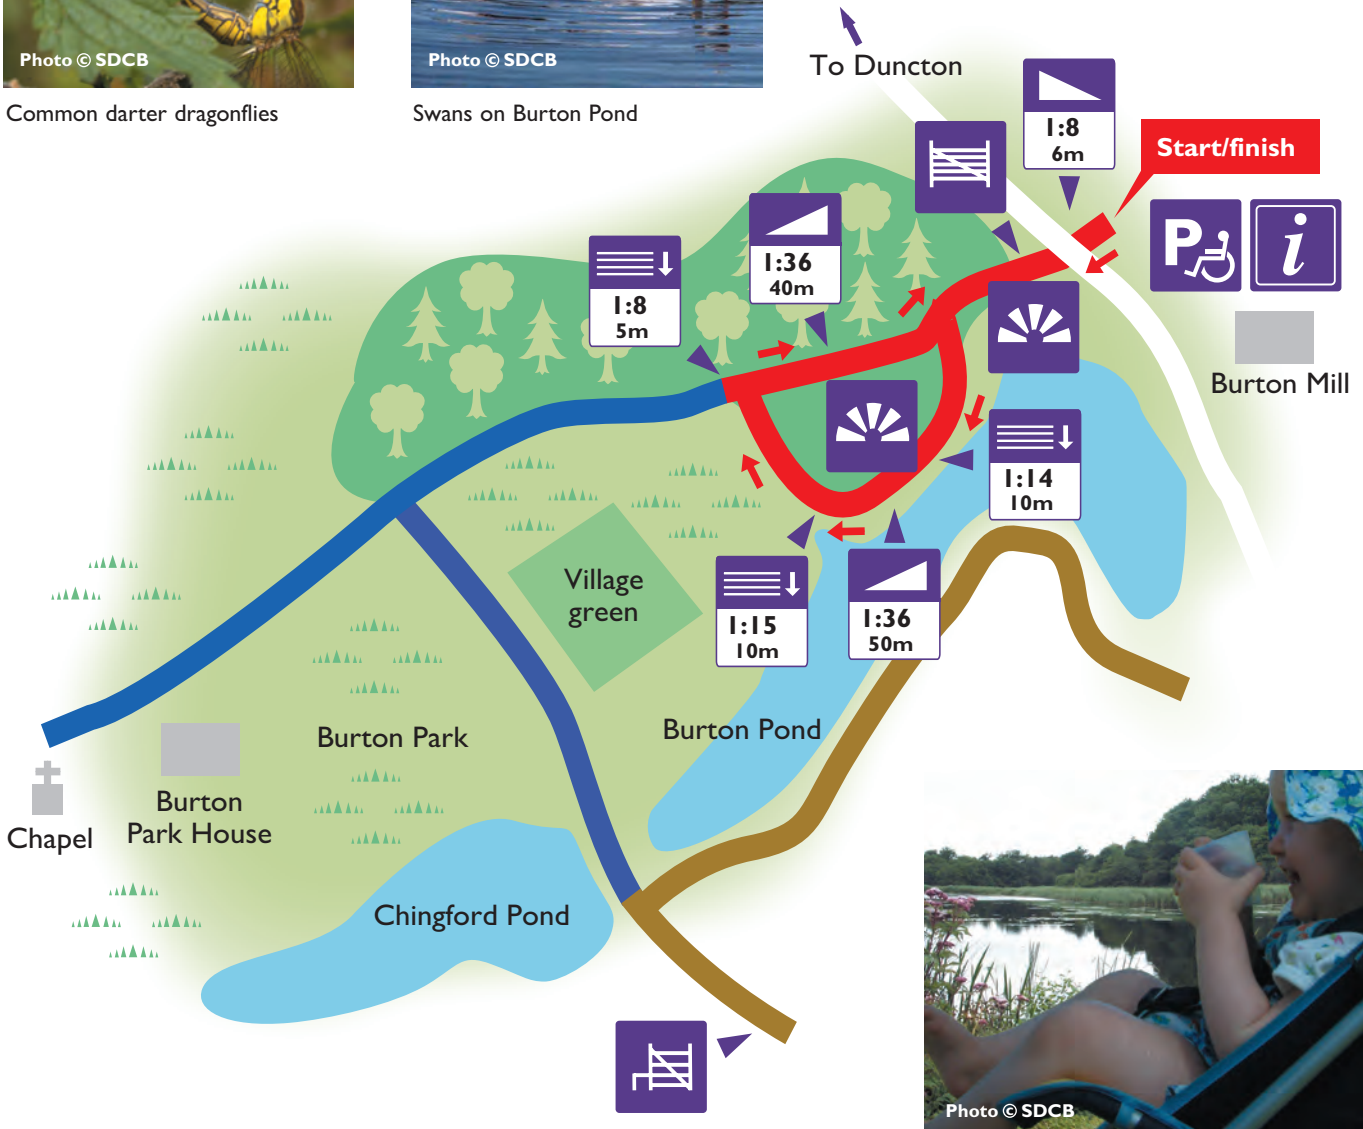 Photo © SDCB
Photo © SDCB
Common darter dragonflies
Swans on Burton Pond
To Duncton
1:8
6m
Start/finish
P
i
Burton Mill
1:36
40m
1:8
5m
1:14
10m
1:15
10m
1:36
50m
Village
green
Burton Park
Burton Pond
Burton
Park House
Chapel
Chingford Pond
Photo © SDCB